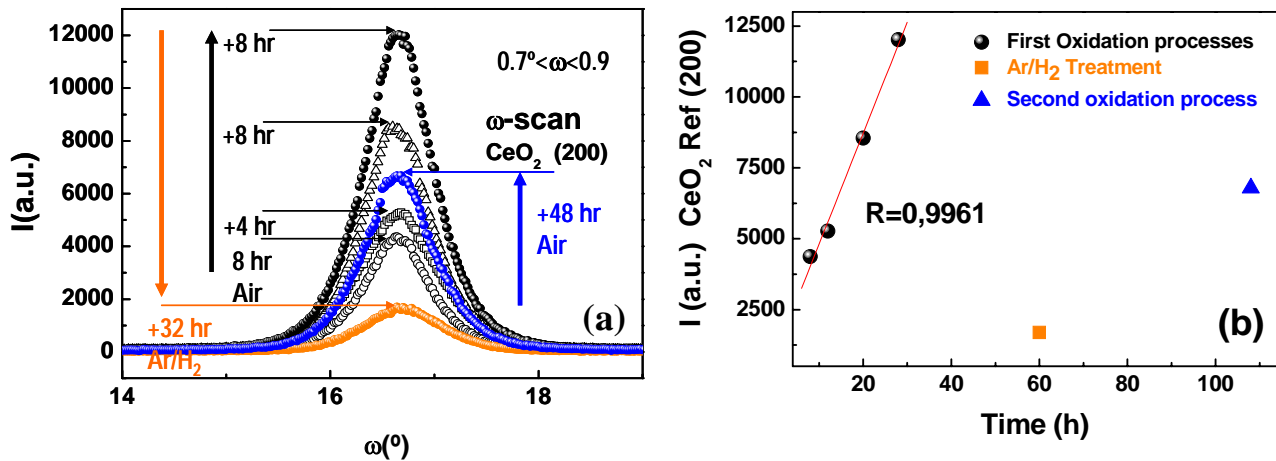 12000
10000
8000
6000
4000
2000
0
I(a.u.)
+8 hr
+8 hr
+4 hr
8 hr
Air
+32 hr
Ar/H2
0.7º<ω<0.9
ω-scan
CeO2 (200)
+48 hr
Air
(a)
14
16
18
ω(º)
12500
10000
7500
5000
2500
I (a.u.) CeO2 Ref (200)
First Oxidation processes
Ar/H2 Treatment
Second oxidation process
R=0,9961
(b)
20
40
60
80
100
Time (h)